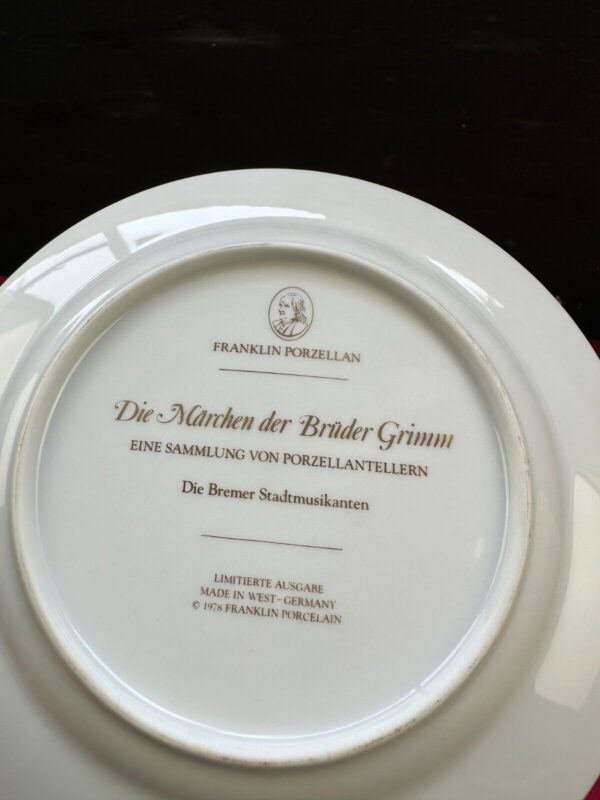 FRANKLIN PORZELLAN
Die Märchen der Brüder Grimm
EINE SAMMLUNG VON PORZELLANTELLERN
Die Bremer Stadtmusikanten
LIMITIERTE AUSGABE
MADE IN WEST-GERMANY
© 1978 FRANKLIN PORCELAIN